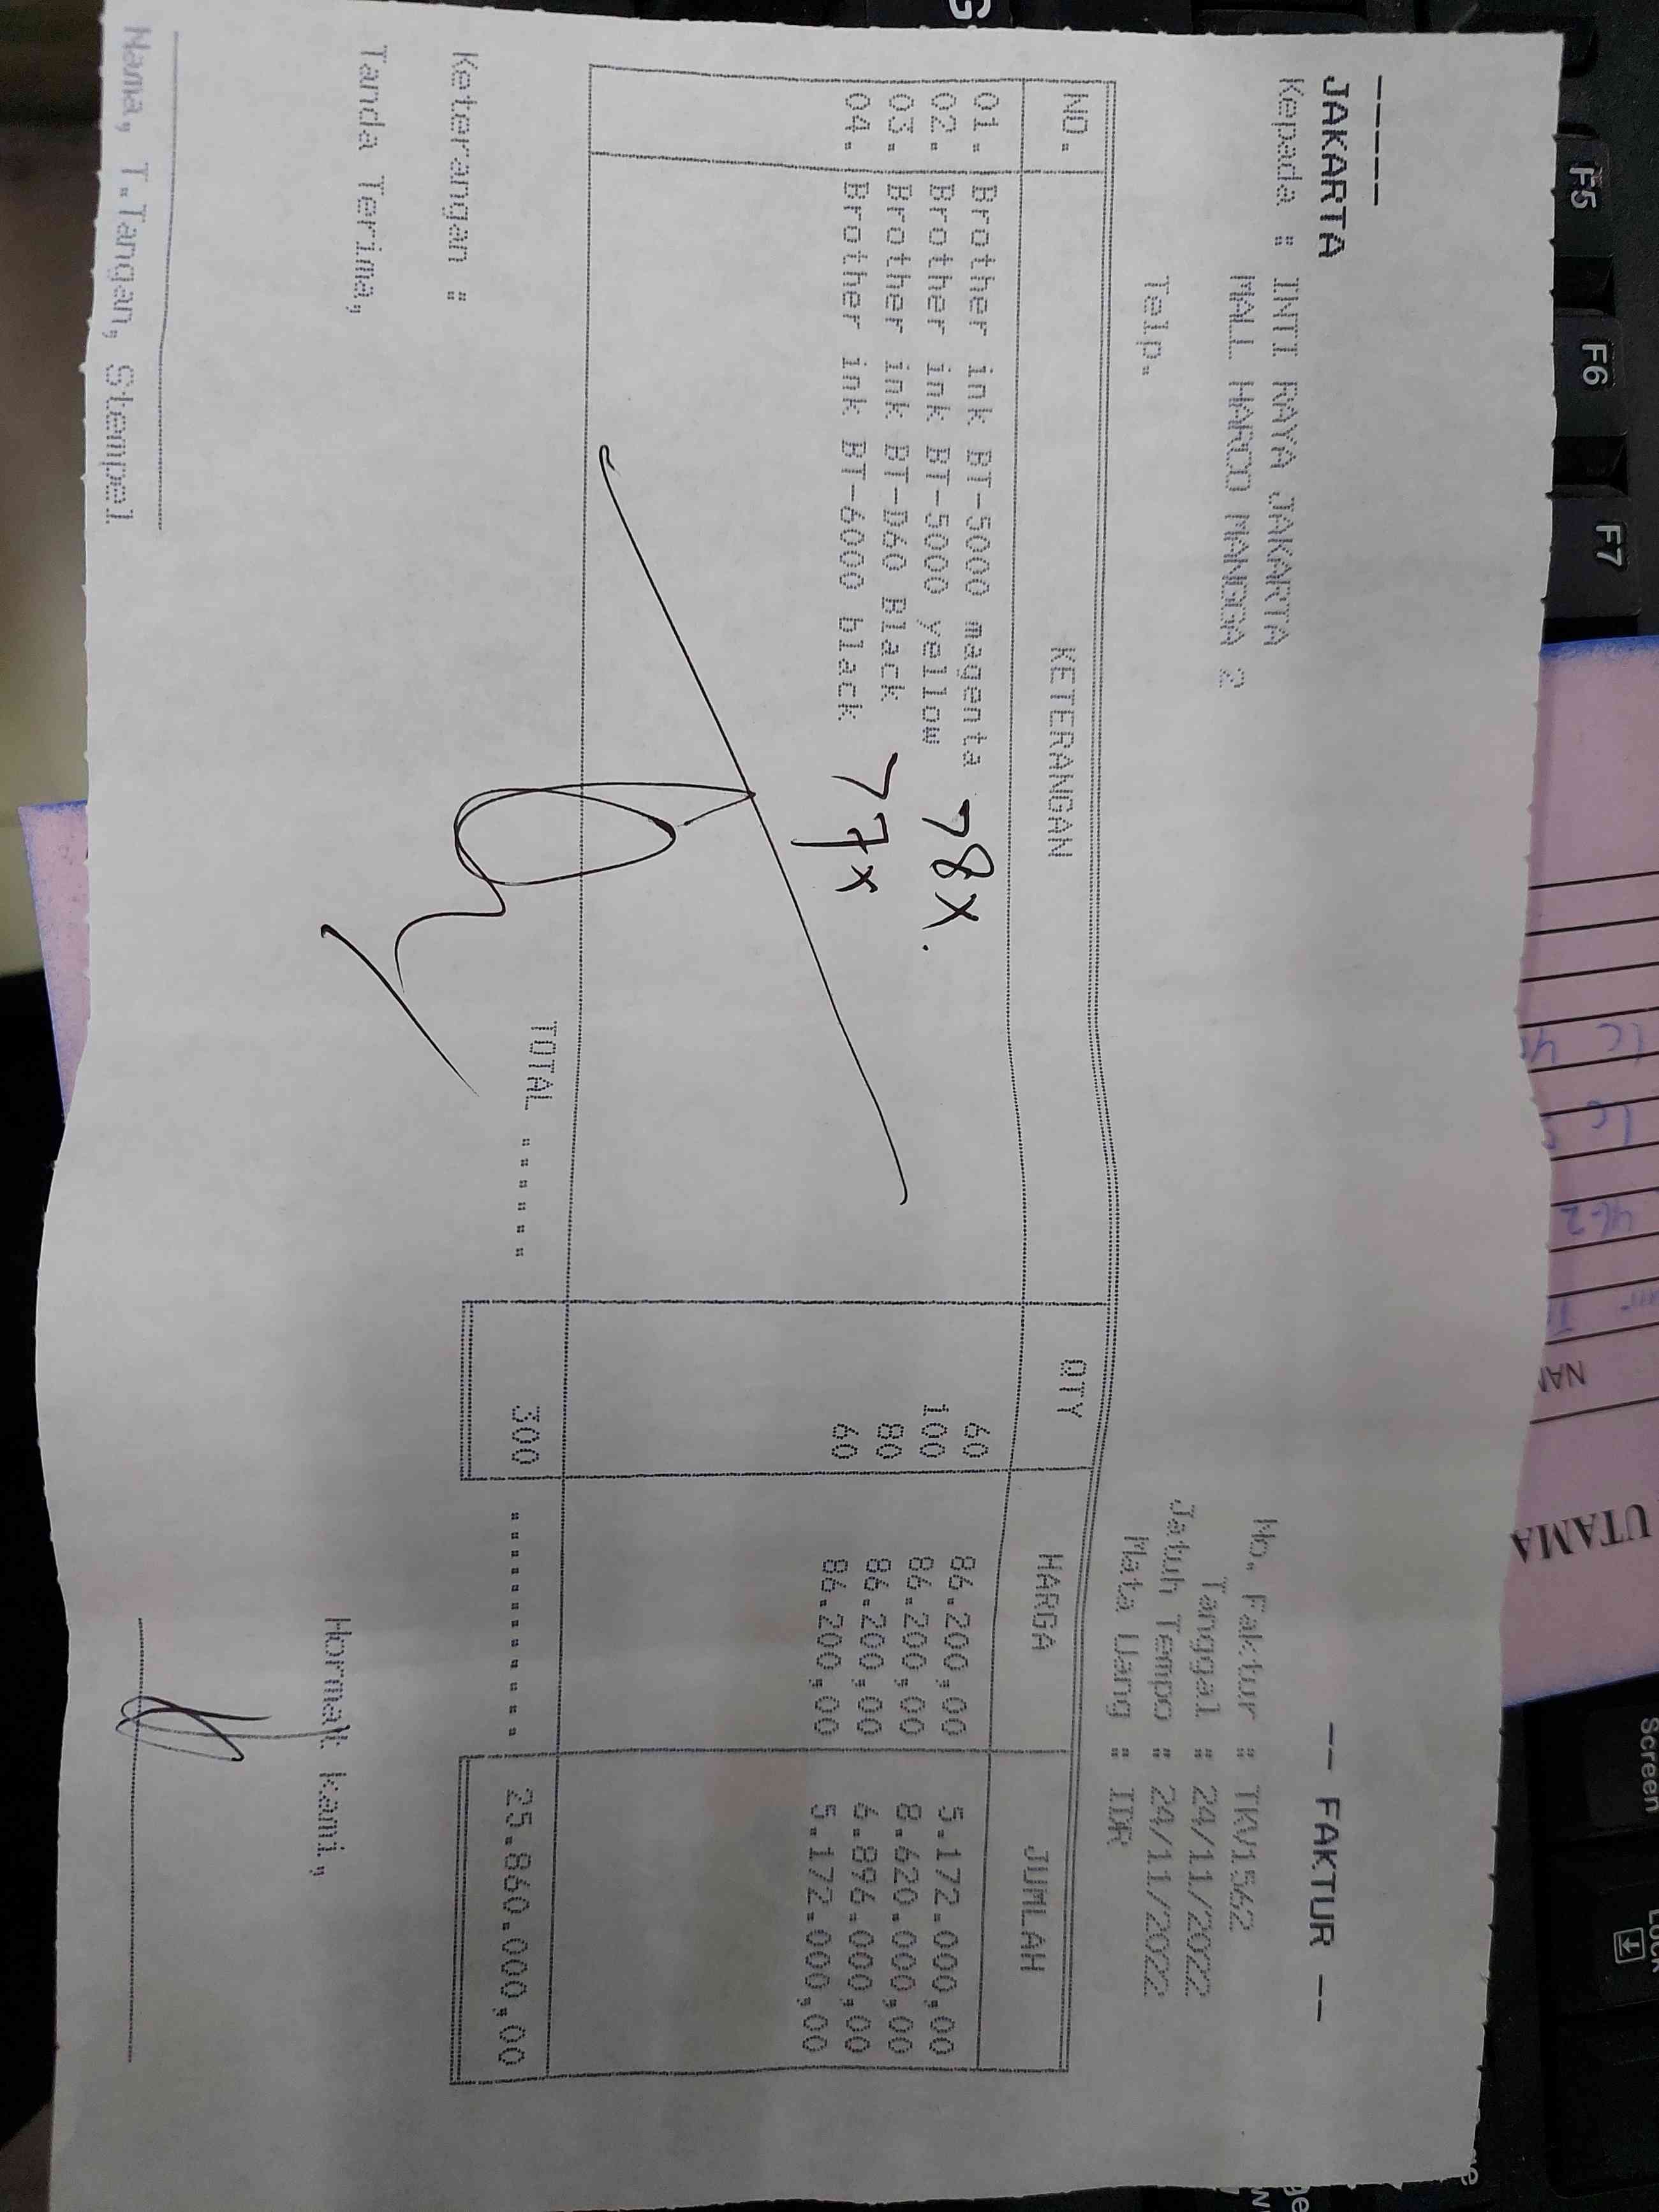 -----
JAKARTA
-- FAKTUR --
Kepada : INTI RAYA JAKARTA
MALL HARCO MANGGA 2
Telp.
No. Faktur : TKV1562
Tanggal : 24/11/2022
Jatuh Tempo : 24/11/2022
Mata Uang : IDR
NO. KETERANGAN QTY HARGA JUMLAH
01. Brother ink BT-5000 magenta 60 86.200,00 5.172.000,00
02. Brother ink BT-5000 yellow 100 86.200,00 8.620.000,00
03. Brother ink BT-D60 Black 80 86.200,00 6.896.000,00
04. Brother ink BT-6000 black 60 86.200,00 5.172.000,00
78x.
77x
TOTAL ...... 300 .......... 25.860.000,00
Keterangan :
Tanda Terima,
Hormat kami,
Nama, T.Tangan, Stempel
F5
F6
F7
G
UTAMA
Screen